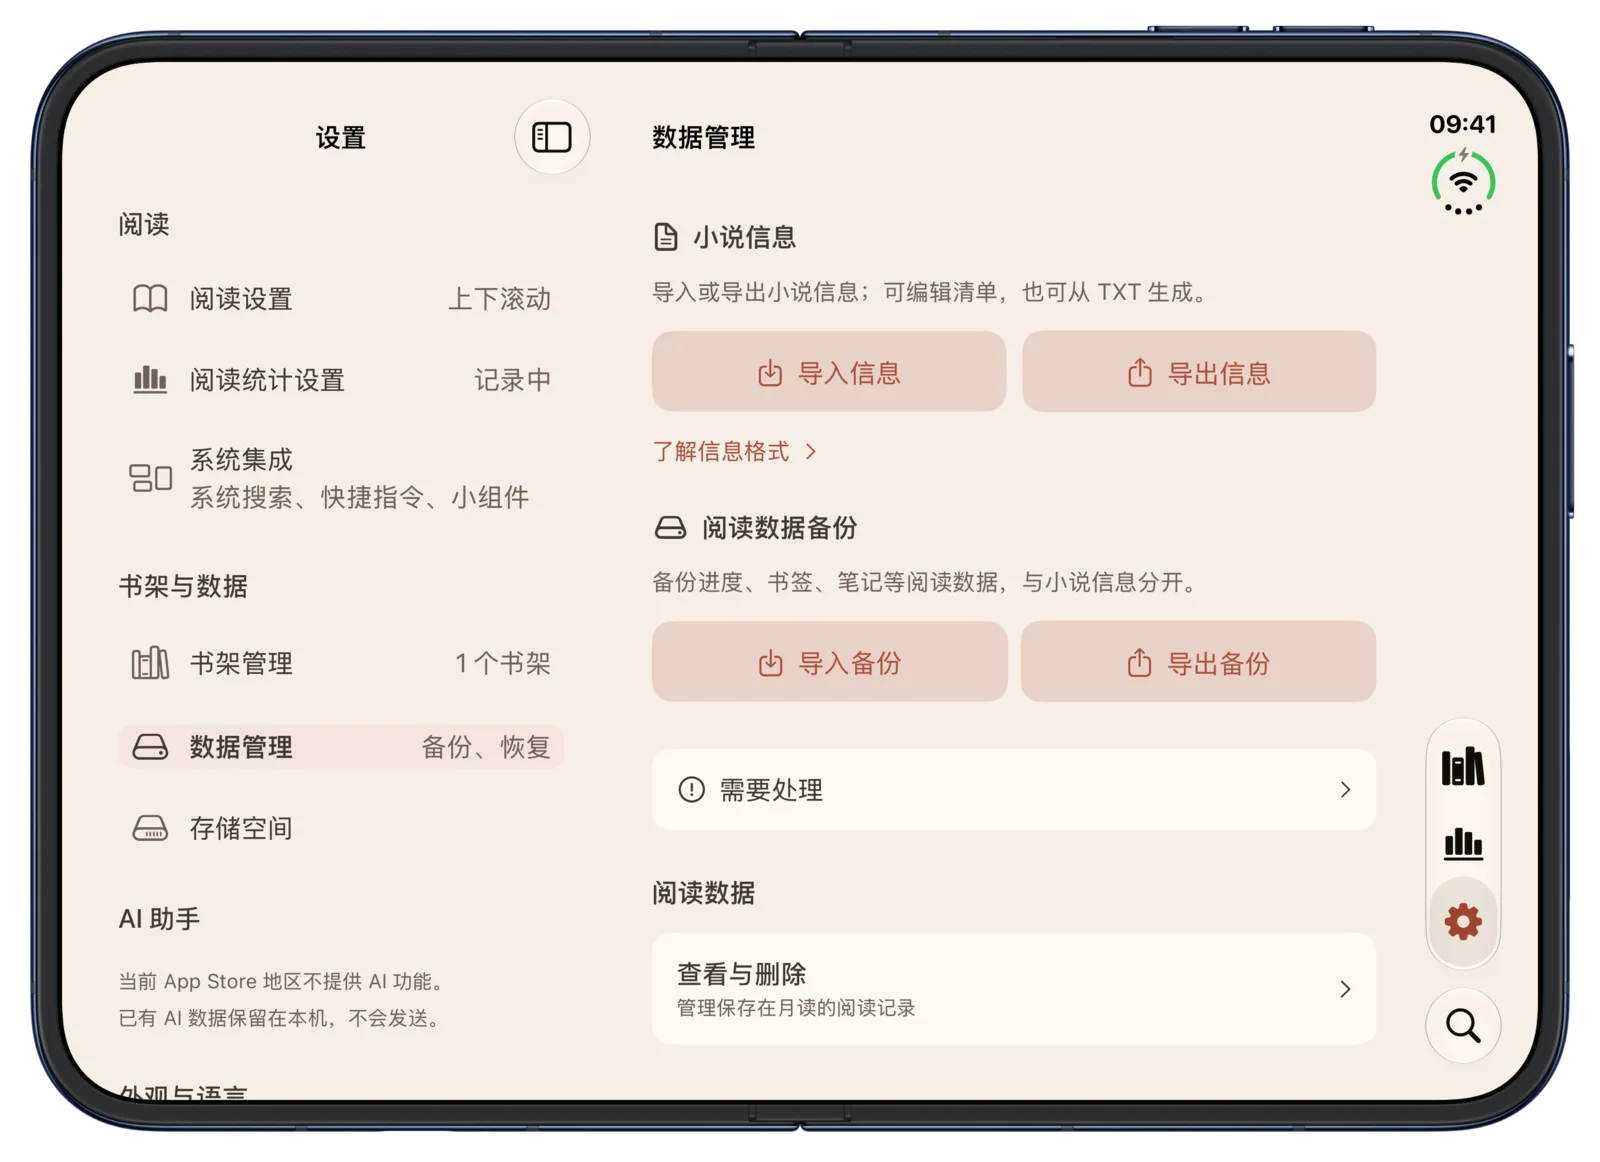 设置
阅读
阅读设置
上下滚动
阅读统计设置
记录中
系统集成
系统搜索、快捷指令、小组件
书架与数据
书架管理
1 个书架
数据管理
备份、恢复
存储空间
AI 助手
当前 App Store 地区不提供 AI 功能。
已有 AI 数据保留在本机，不会发送。
外观与语言
数据管理
小说信息
导入或导出小说信息；可编辑清单，也可从 TXT 生成。
导入信息
导出信息
了解信息格式
阅读数据备份
备份进度、书签、笔记等阅读数据，与小说信息分开。
导入备份
导出备份
需要处理
阅读数据
查看与删除
管理保存在月读的阅读记录
09:41